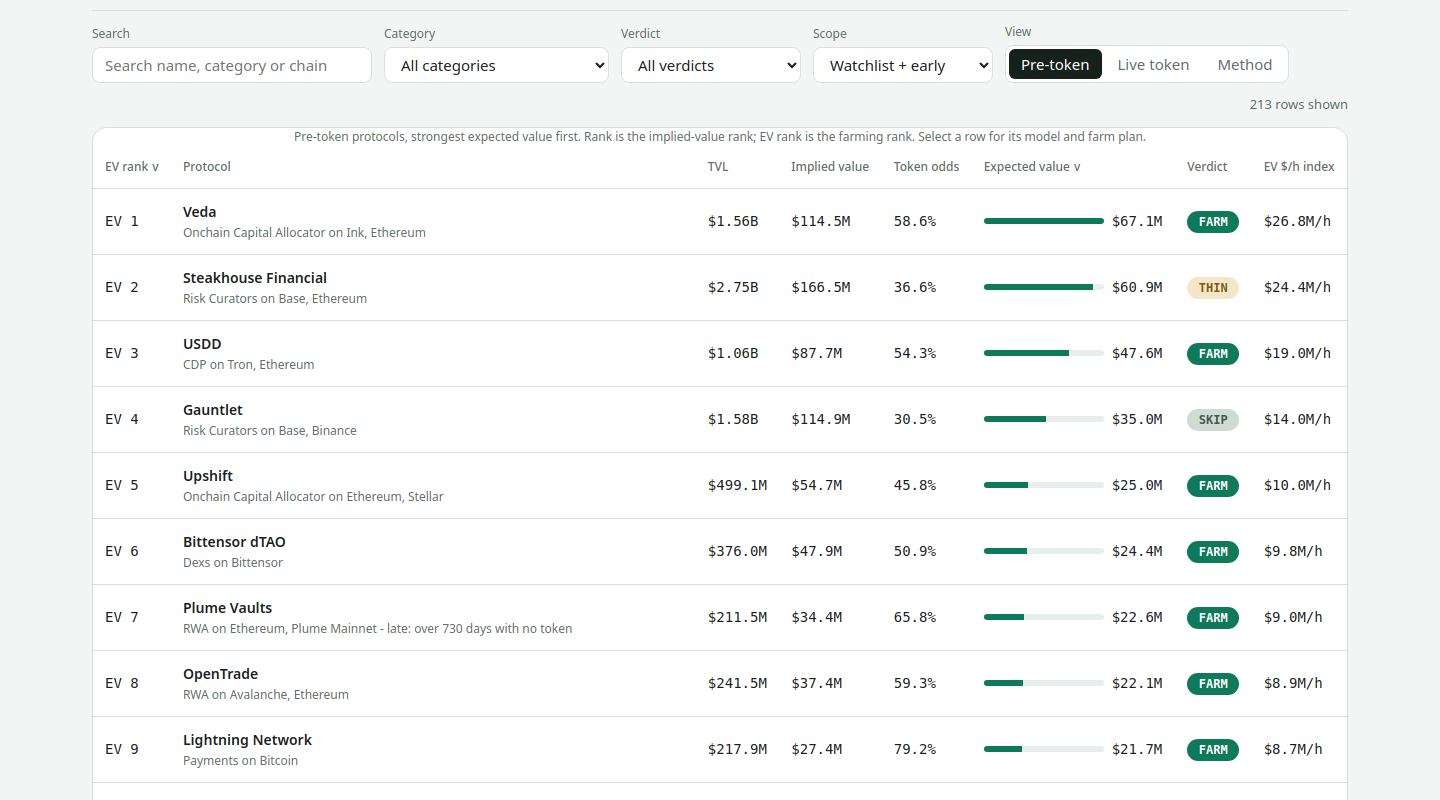 Search
Category
Verdict
Scope
View
Search name, category or chain
All categories
All verdicts
Watchlist + early
Pre-token
Live token
Method
213 rows shown
Pre-token protocols, strongest expected value first. Rank is the implied-value rank; EV rank is the farming rank. Select a row for its model and farm plan.
EV rank v Protocol TVL Implied value Token odds Expected value v Verdict EV $/h index
EV 1 Veda $1.56B $114.5M 58.6% $67.1M FARM $26.8M/h
Onchain Capital Allocator on Ink, Ethereum
EV 2 Steakhouse Financial $2.75B $166.5M 36.6% $60.9M THIN $24.4M/h
Risk Curators on Base, Ethereum
EV 3 USDD $1.06B $87.7M 54.3% $47.6M FARM $19.0M/h
CDP on Tron, Ethereum
EV 4 Gauntlet $1.58B $114.9M 30.5% $35.0M SKIP $14.0M/h
Risk Curators on Base, Binance
EV 5 Upshift $499.1M $54.7M 45.8% $25.0M FARM $10.0M/h
Onchain Capital Allocator on Ethereum, Stellar
EV 6 Bittensor dTAO $376.0M $47.9M 50.9% $24.4M FARM $9.8M/h
Dexs on Bittensor
EV 7 Plume Vaults $211.5M $34.4M 65.8% $22.6M FARM $9.0M/h
RWA on Ethereum, Plume Mainnet - late: over 730 days with no token
EV 8 OpenTrade $241.5M $37.4M 59.3% $22.1M FARM $8.9M/h
RWA on Avalanche, Ethereum
EV 9 Lightning Network $217.9M $27.4M 79.2% $21.7M FARM $8.7M/h
Payments on Bitcoin